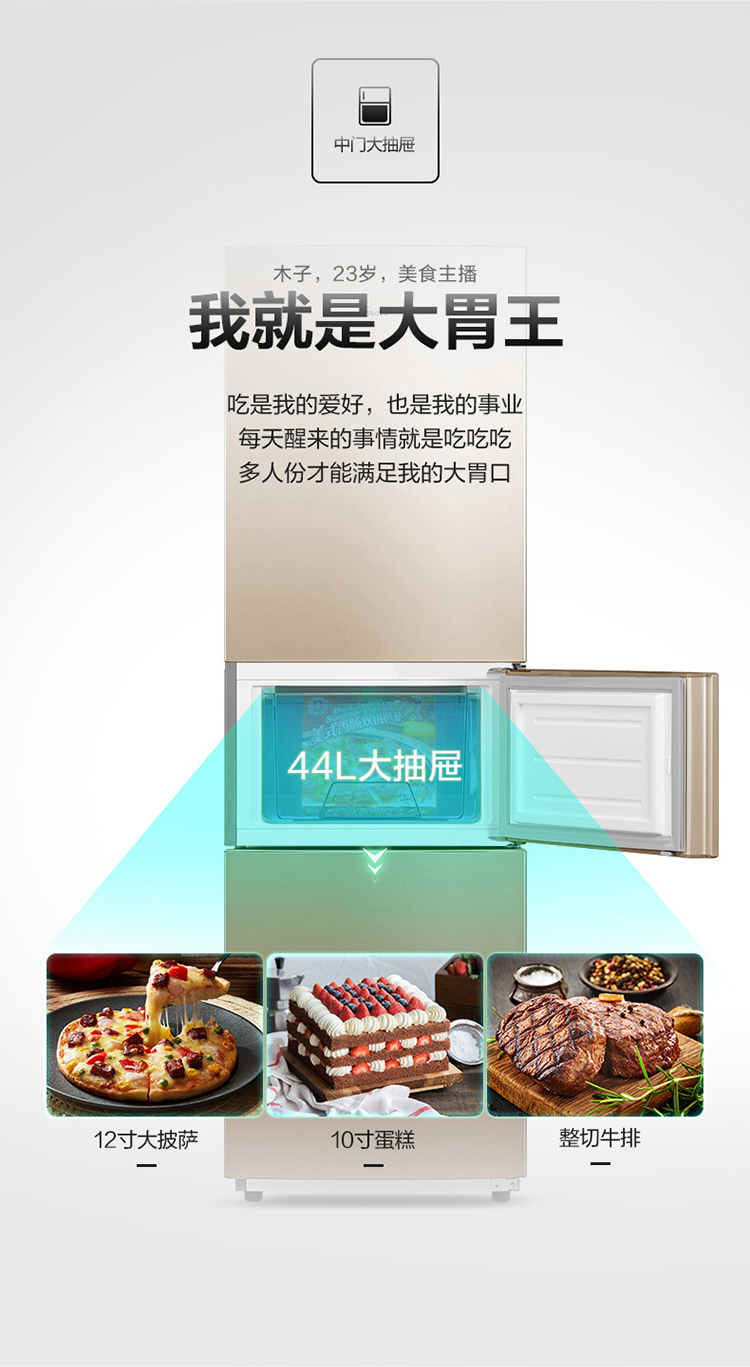 中门大抽屉
木子，23岁，美食主播
我就是大胃王
吃是我的爱好，也是我的事业
每天醒来的事情就是吃吃吃
多人份才能满足我的大胃口
44L大抽屉
12寸大披萨
10寸蛋糕
整切牛排